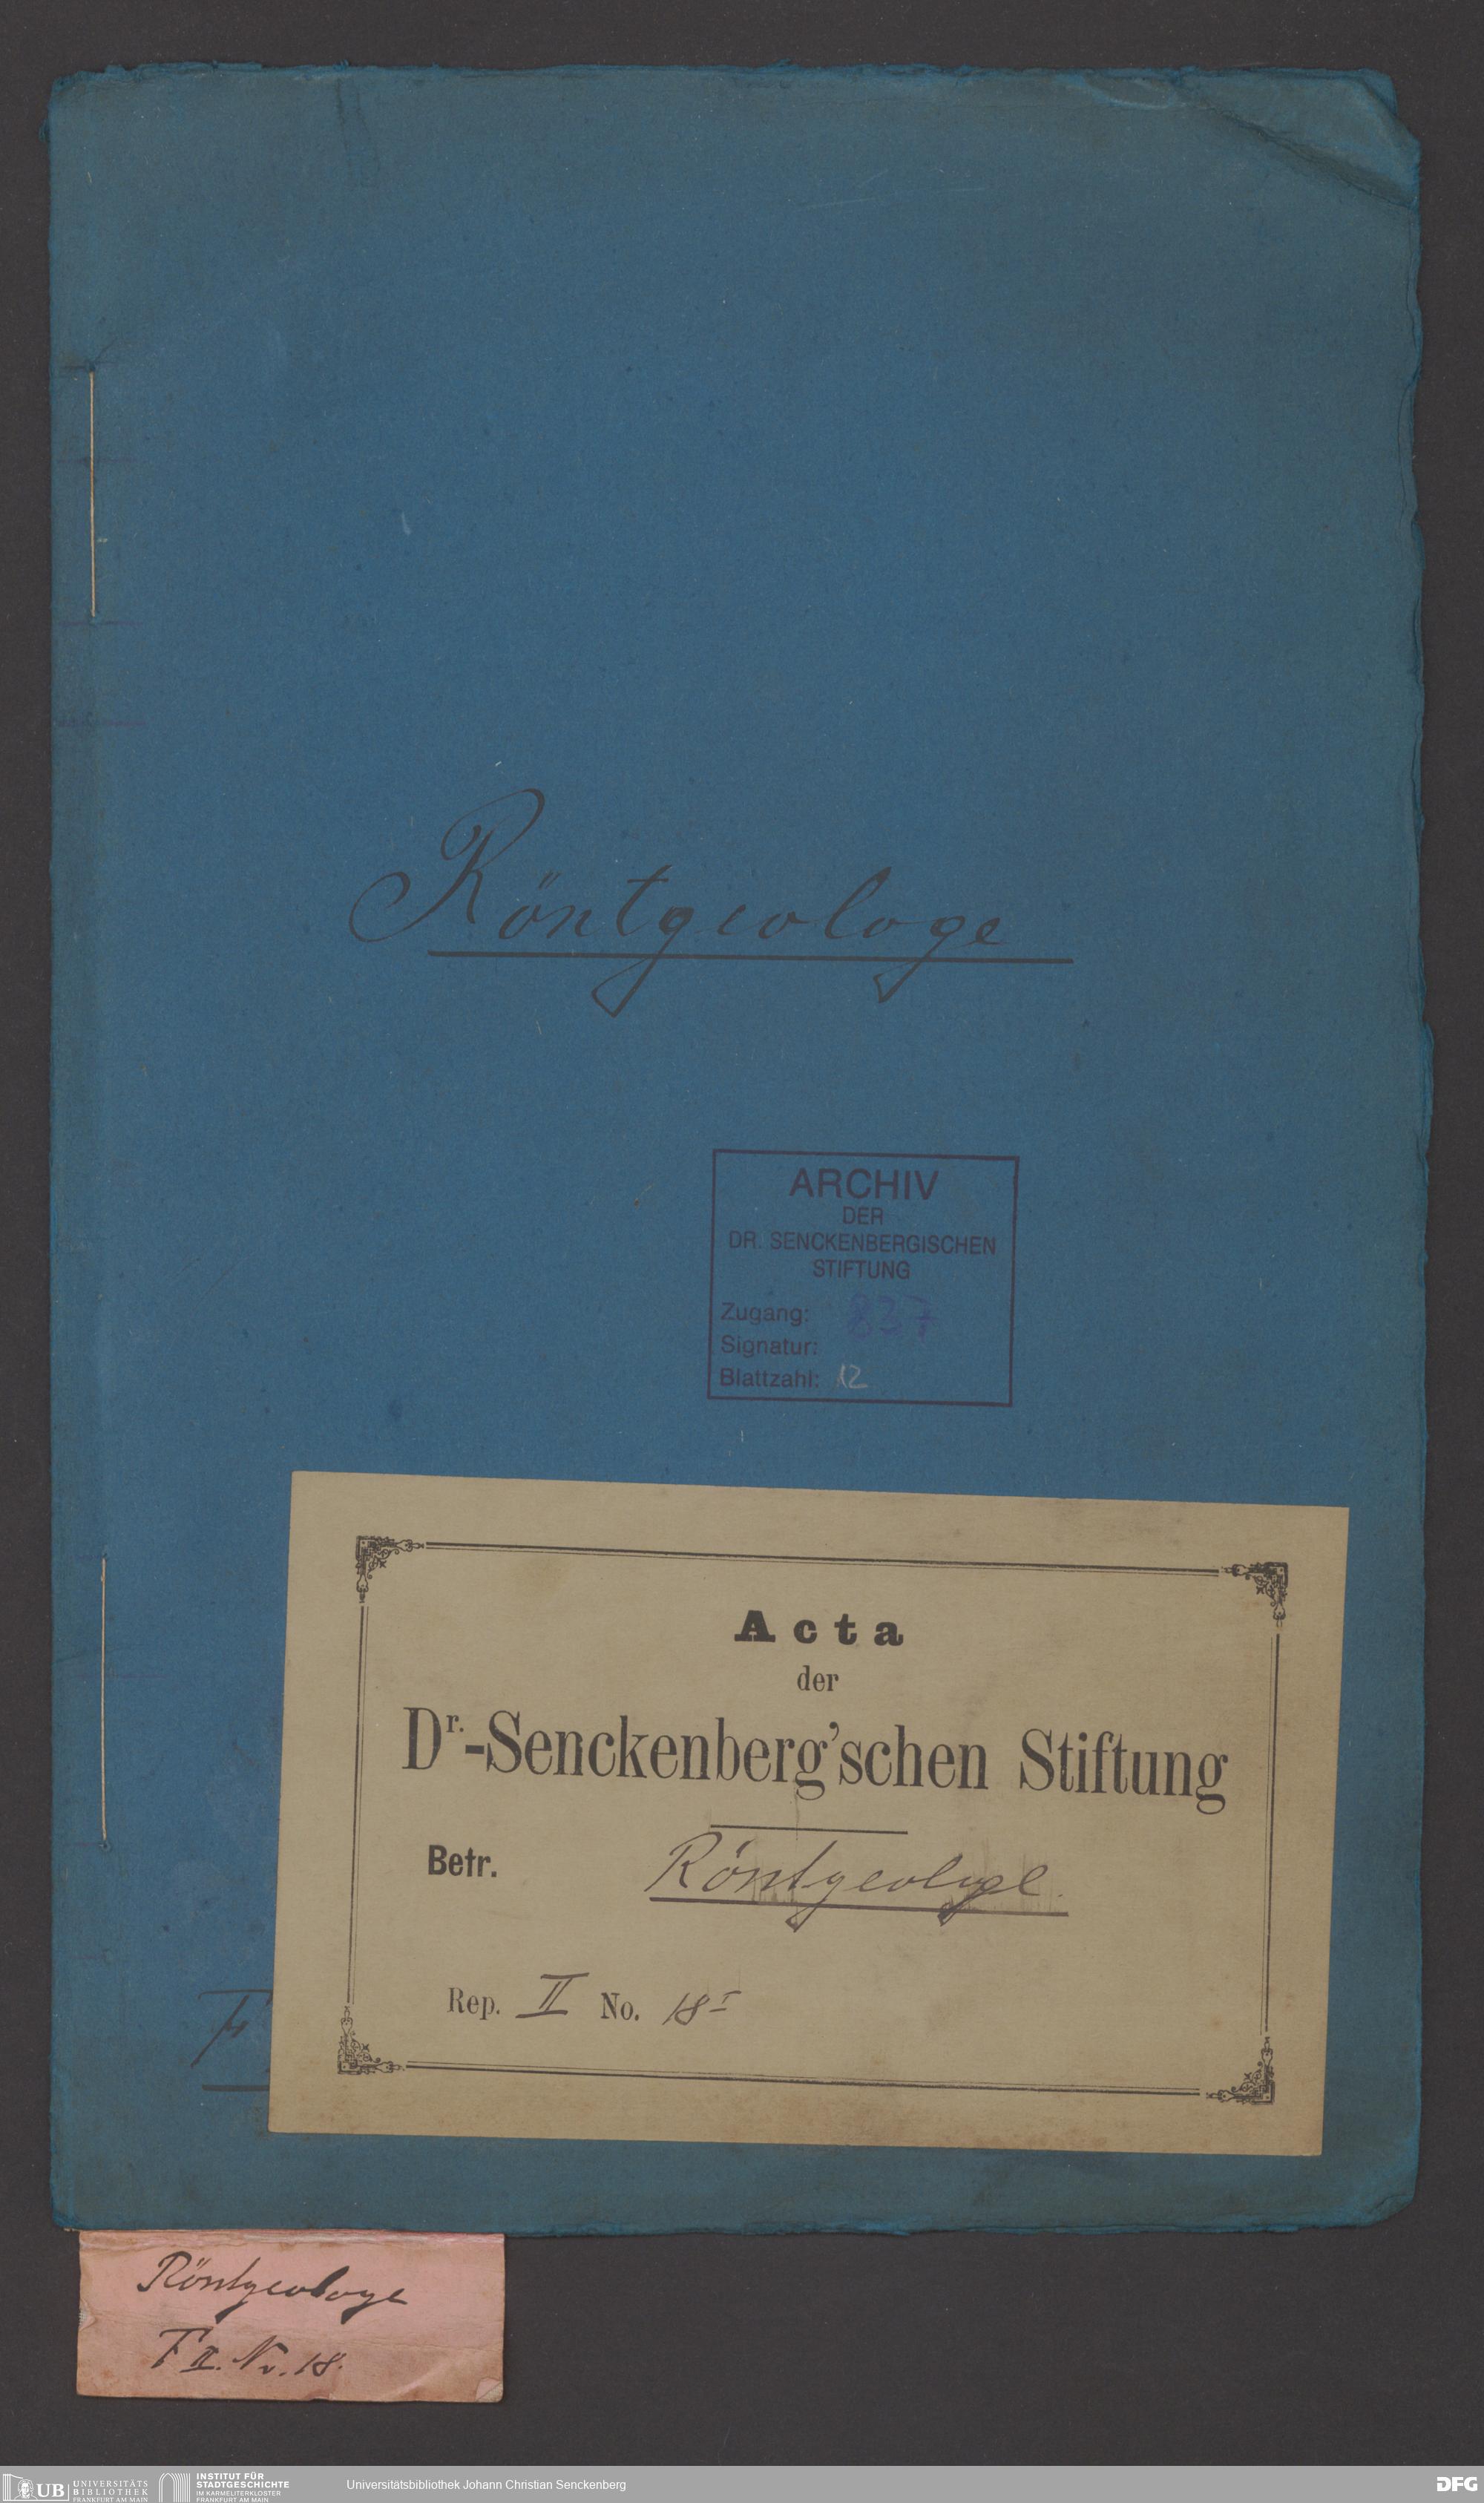 Röntgeologe
ARCHIV
DER
DR. SENCKENBERGISCHEN
STIFTUNG
Zugang: 837
Signatur:
Blattzahl: 12
Acta
der
Dr.-Senckenberg'schen Stiftung
Betr. Röntgeologe.
Rep. II No. 18 I
F
Röntgeologe
F II. Nr. 18.
UB UNIVERSITÄTS
BIBLIOTHEK
FRANKFURT AM MAIN
INSTITUT FÜR
STADTGESCHICHTE
IM KARMELITERKLOSTER
FRANKFURT AM MAIN
Universitätsbibliothek Johann Christian Senckenberg
DFG